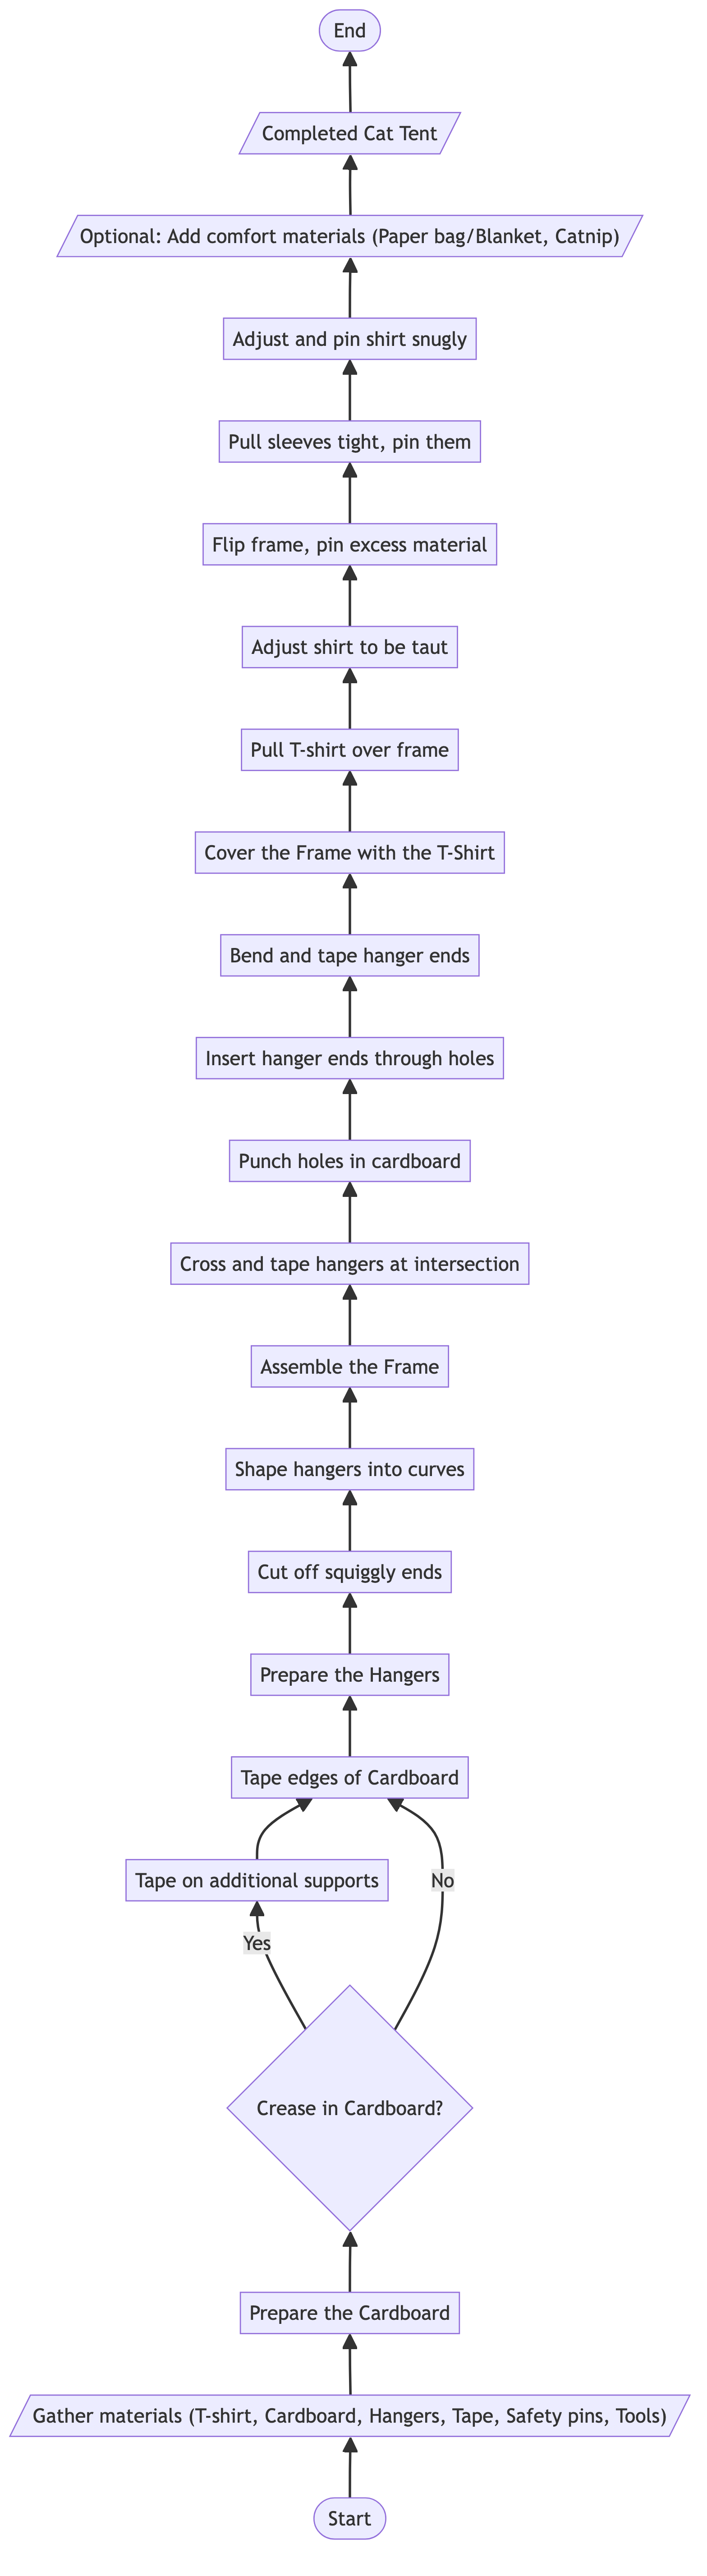 End
Completed Cat Tent
Optional: Add comfort materials (Paper bag/Blanket, Catnip)
Adjust and pin shirt snugly
Pull sleeves tight, pin them
Flip frame, pin excess material
Adjust shirt to be taut
Pull T-shirt over frame
Cover the Frame with the T-Shirt
Bend and tape hanger ends
Insert hanger ends through holes
Punch holes in cardboard
Cross and tape hangers at intersection
Assemble the Frame
Shape hangers into curves
Cut off squiggly ends
Prepare the Hangers
Tape edges of Cardboard
Tape on additional supports
No
Yes
Crease in Cardboard?
Prepare the Cardboard
Gather materials (T-shirt, Cardboard, Hangers, Tape, Safety pins, Tools)
Start